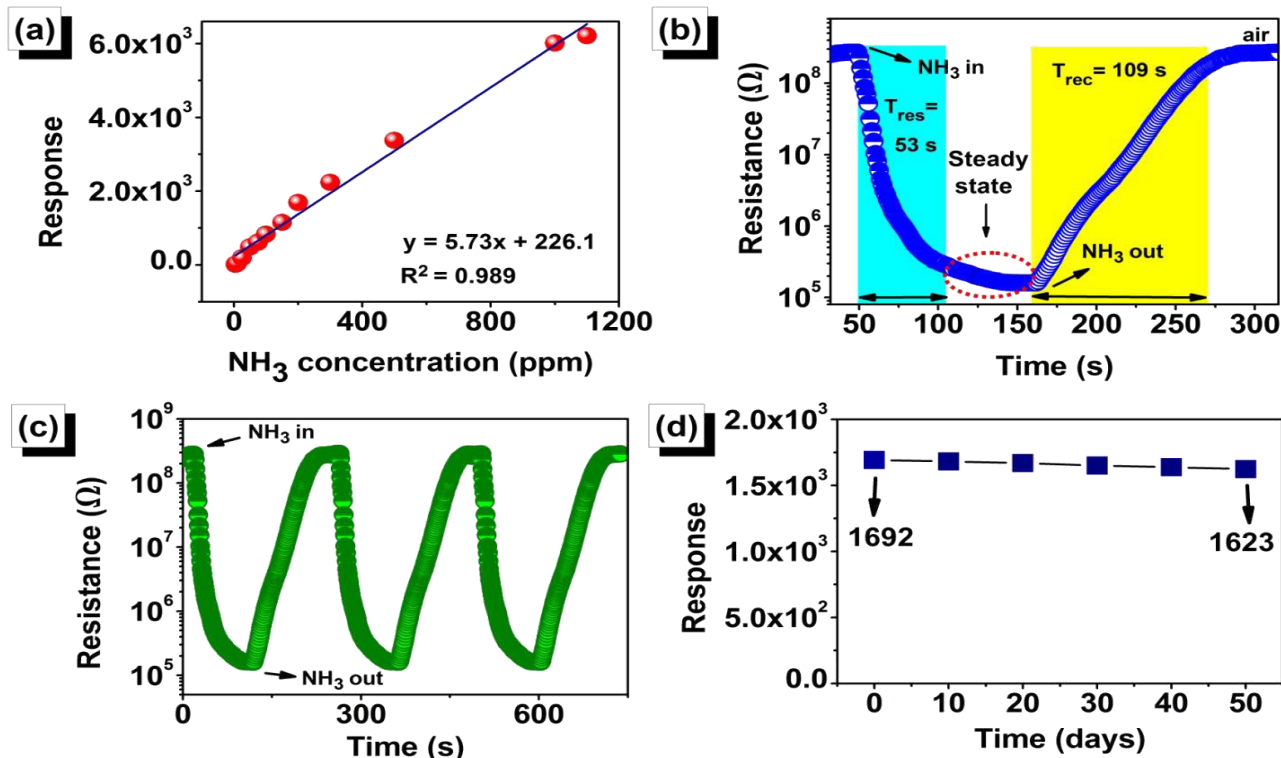 (a)
6.0x10³
4.0x10³
2.0x10³
0.0
Response
y = 5.73x + 226.1
R² = 0.989
0 400 800 1200
NH₃ concentration (ppm)
(b)
10⁸
10⁷
10⁶
10⁵
Resistance (Ω)
NH₃ in
T_res =
53 s
Steady
state
T_rec = 109 s
air
NH₃ out
50 100 150 200 250 300
Time (s)
(c)
10⁹
10⁸
10⁷
10⁶
10⁵
Resistance (Ω)
NH₃ in
NH₃ out
0 300 600
Time (s)
(d)
2.0x10³
1.5x10³
1.0x10³
5.0x10²
0.0
Response
1692
1623
0 10 20 30 40 50
Time (days)